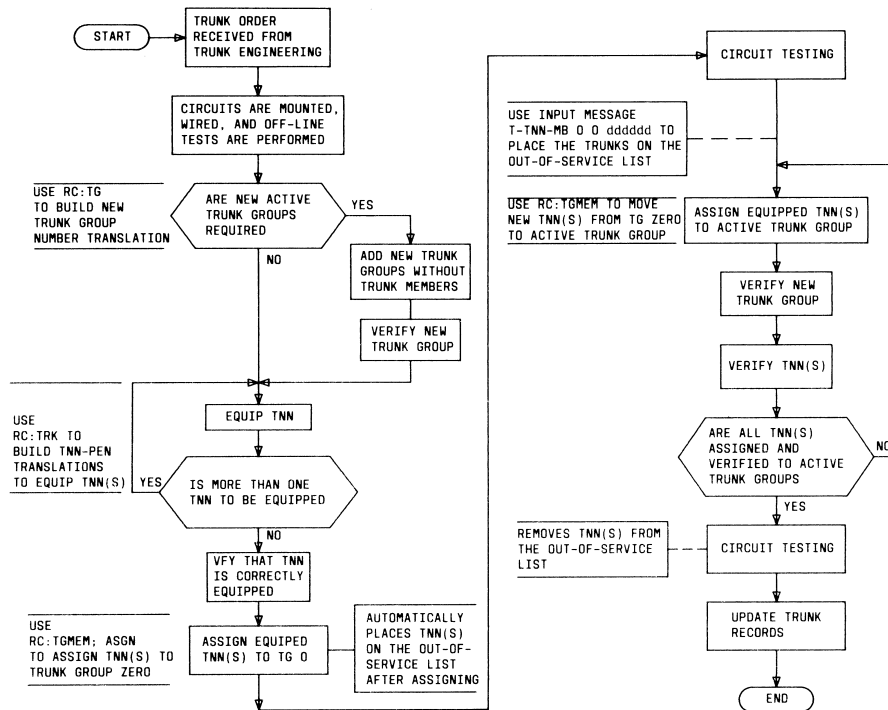 START
TRUNK ORDER
RECEIVED FROM
TRUNK ENGINEERING
CIRCUITS ARE MOUNTED,
WIRED, AND OFF-LINE
TESTS ARE PERFORMED
USE RC:TG
TO BUILD NEW
TRUNK GROUP
NUMBER TRANSLATION
ARE NEW ACTIVE
TRUNK GROUPS
REQUIRED
YES
NO
ADD NEW TRUNK
GROUPS WITHOUT
TRUNK MEMBERS
VERIFY NEW
TRUNK GROUP
USE
RC:TRK TO
BUILD TNN-PEN
TRANSLATIONS
TO EQUIP TNN(S)
EQUIP TNN
YES
IS MORE THAN ONE
TNN TO BE EQUIPPED
NO
VFY THAT TNN
IS CORRECTLY
EQUIPPED
USE
RC:TGMEM; ASGN
TO ASSIGN TNN(S) TO
TRUNK GROUP ZERO
ASSIGN EQUIPED
TNN(S) TO TG 0
AUTOMATICALLY
PLACES TNN(S)
ON THE OUT-OF-
SERVICE LIST
AFTER ASSIGNING
CIRCUIT TESTING
USE INPUT MESSAGE
T-TNN-MB 0 0 dddddd TO
PLACE THE TRUNKS ON THE
OUT-OF-SERVICE LIST
USE RC:TGMEM TO MOVE
NEW TNN(S) FROM TG ZERO
TO ACTIVE TRUNK GROUP
ASSIGN EQUIPPED TNN(S)
TO ACTIVE TRUNK GROUP
VERIFY NEW
TRUNK GROUP
VERIFY TNN(S)
ARE ALL TNN(S)
ASSIGNED AND
VERIFIED TO ACTIVE
TRUNK GROUPS
NO
YES
REMOVES TNN(S) FROM
THE OUT-OF-SERVICE
LIST
CIRCUIT TESTING
UPDATE TRUNK
RECORDS
END